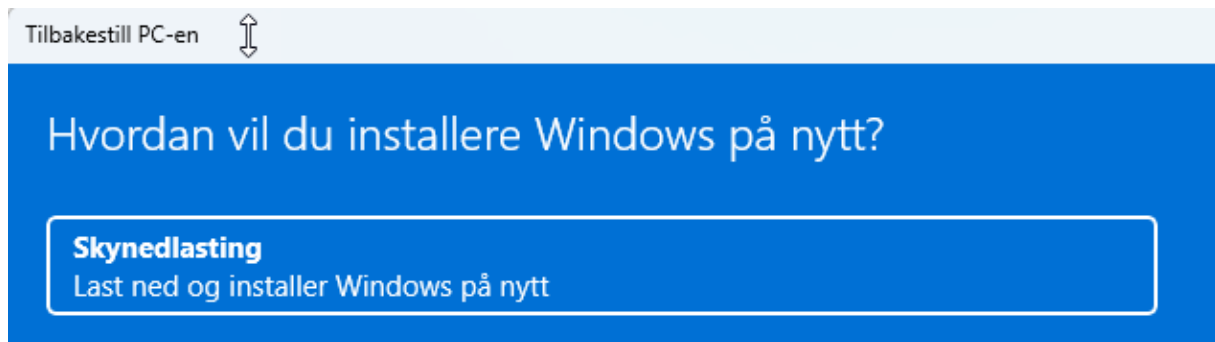 Tilbakestill PC-en
Hvordan vil du installere Windows på nytt?
Skynedlasting
Last ned og installer Windows på nytt